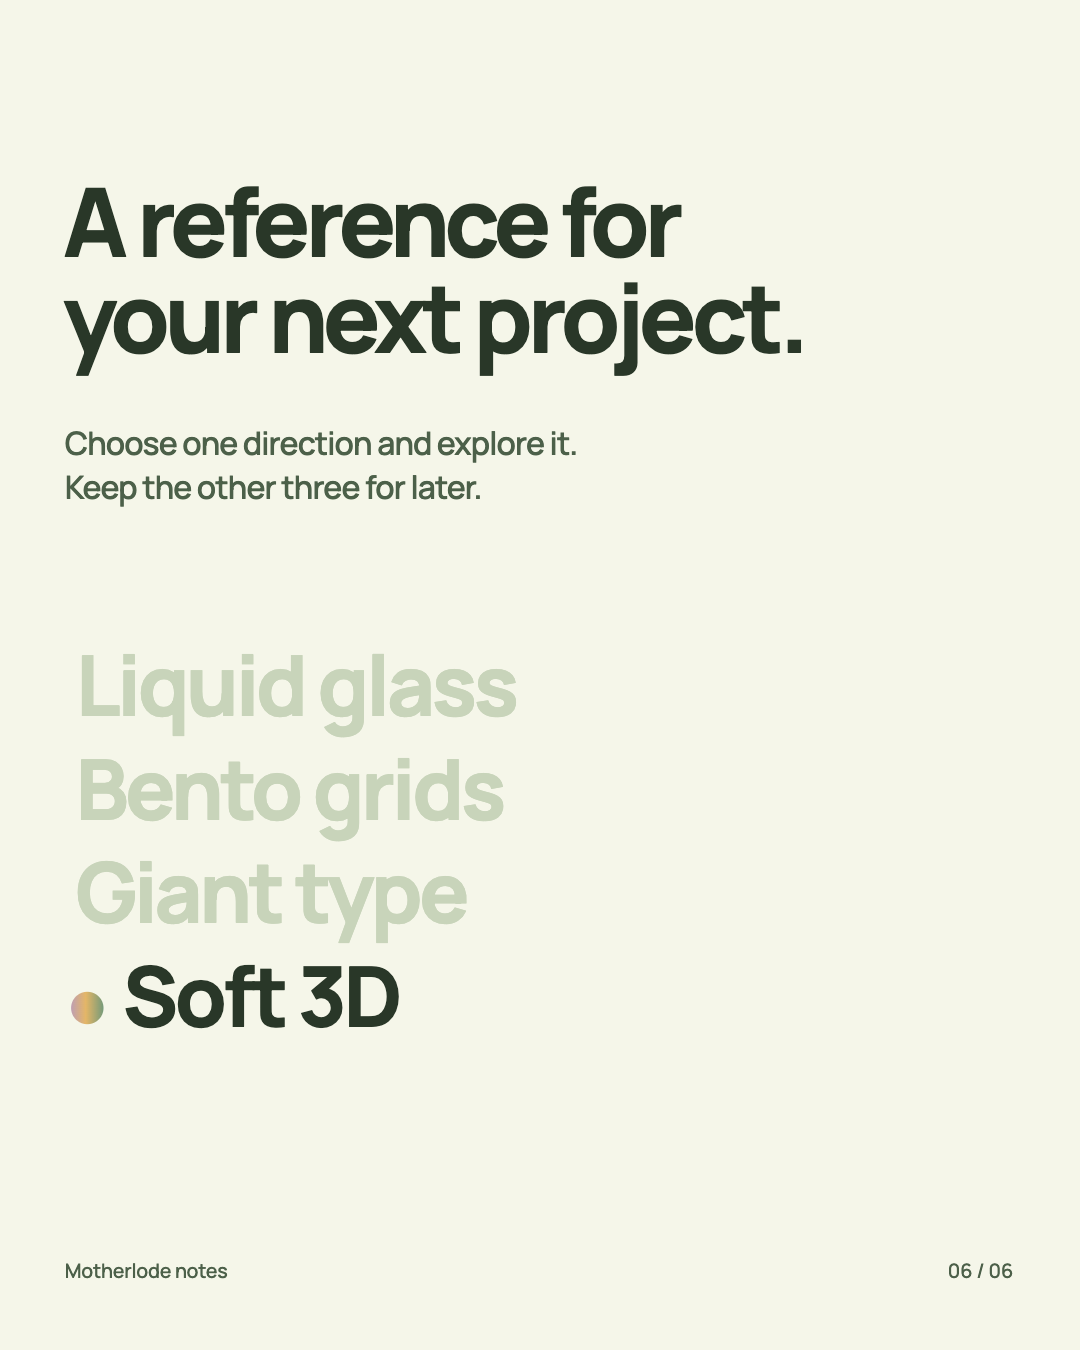 A reference for
your next project.
Choose one direction and explore it.
Keep the other three for later.
Liquid glass
Bento grids
Giant type
Soft 3D
Motherlode notes
06 / 06